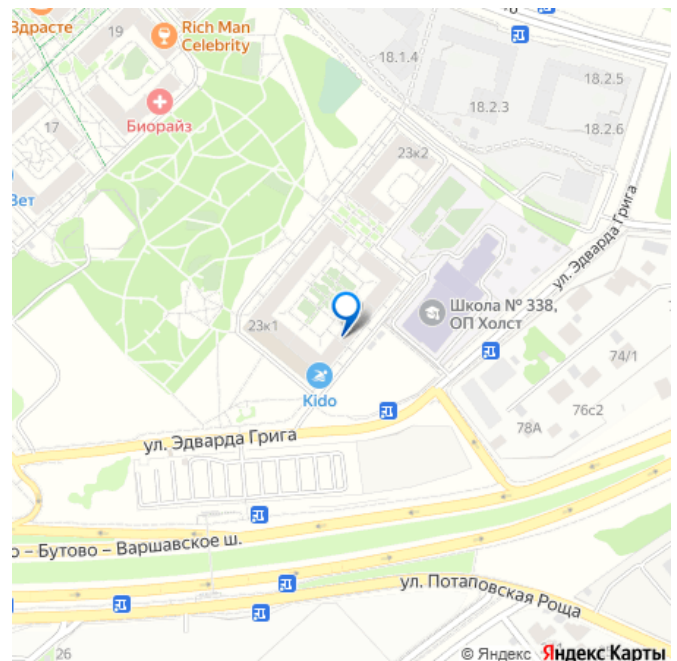 Здрасте
19
Rich Man
Celebrity
18.1.4
18.2.5
18.2.3
Биорайз
18.2.6
17
23к2
Вет
ул. Эдварда Грига
Школа № 338,
ОП Холст
23к1
74/1
Kido
76с2
78А
ул. Эдварда Грига
о – Бутово – Варшавское ш.
ул. Потаповская Роща
26
© Яндекс Яндекс Карты